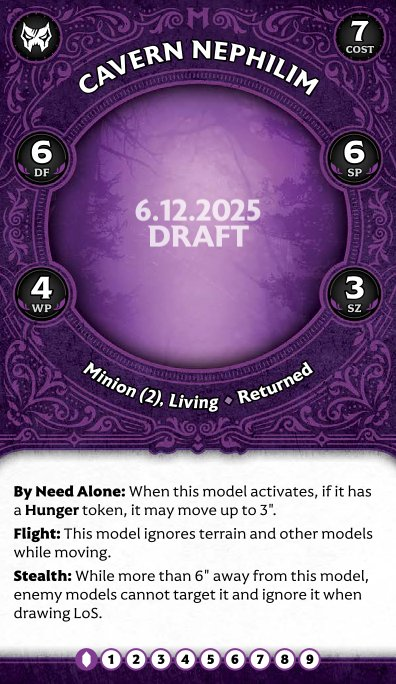 7
COST
CAVERN NEPHILIM
6
DF
6
SP
6.12.2025
DRAFT
4
WP
3
SZ
Minion (2), Living ◆ Returned
By Need Alone: When this model activates, if it has
a Hunger token, it may move up to 3".
Flight: This model ignores terrain and other models
while moving.
Stealth: While more than 6" away from this model,
enemy models cannot target it and ignore it when
drawing LoS.
1 2 3 4 5 6 7 8 9